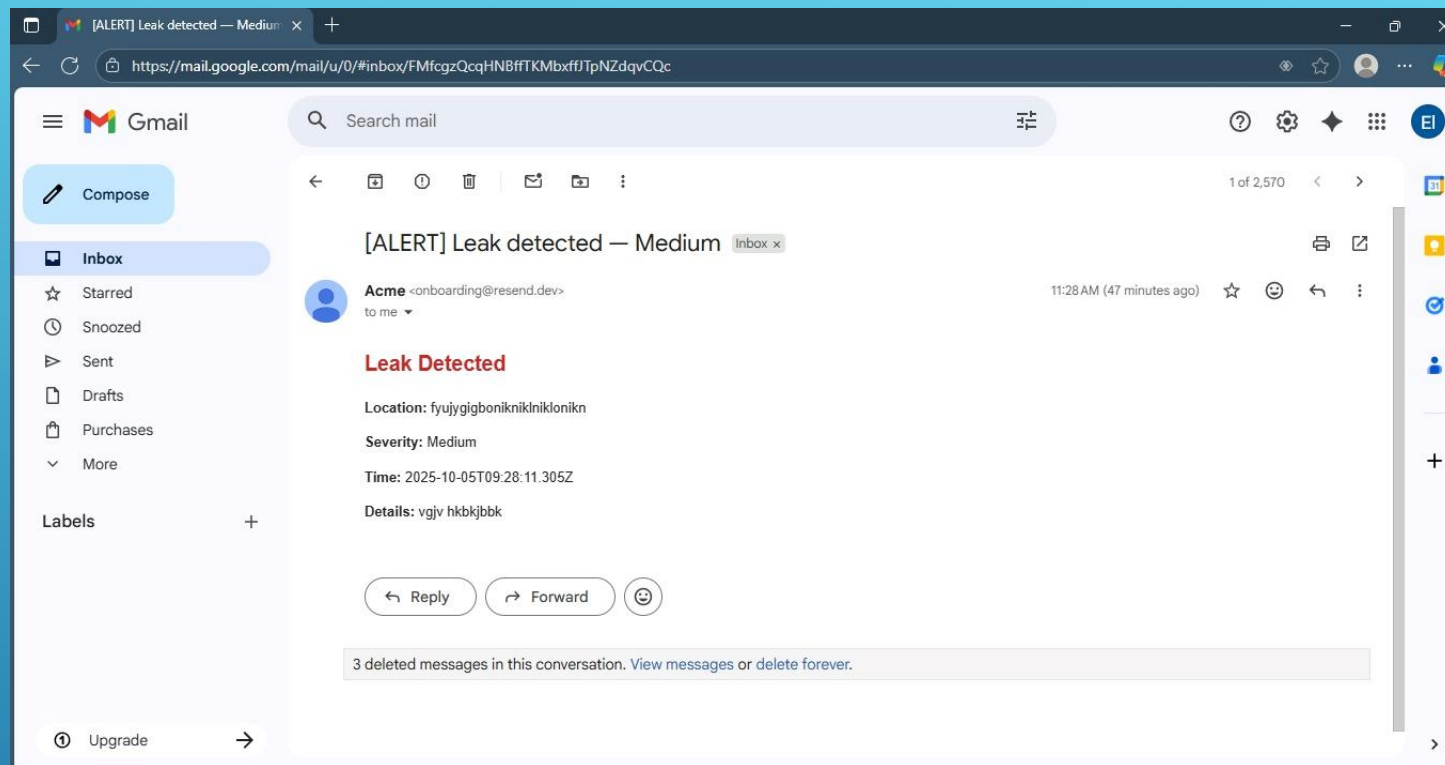 [ALERT] Leak detected — Medium
https://mail.google.com/mail/u/0/#inbox/FMfcgzQcqHNBffTKMbxffJTpNZdqvCQc
Gmail
Search mail
EI
Compose
1 of 2,570
31
[ALERT] Leak detected — Medium Inbox x
Inbox
Acme <onboarding@resend.dev> 11:28 AM (47 minutes ago)
to me
Starred
Snoozed
Sent
Drafts
Purchases
More
Labels
Leak Detected
Location: fyujygigboniknikIniklonikn
Severity: Medium
Time: 2025-10-05T09:28:11.305Z
Details: vgjv hkbkjbbk
Reply
Forward
3 deleted messages in this conversation. View messages or delete forever.
Upgrade